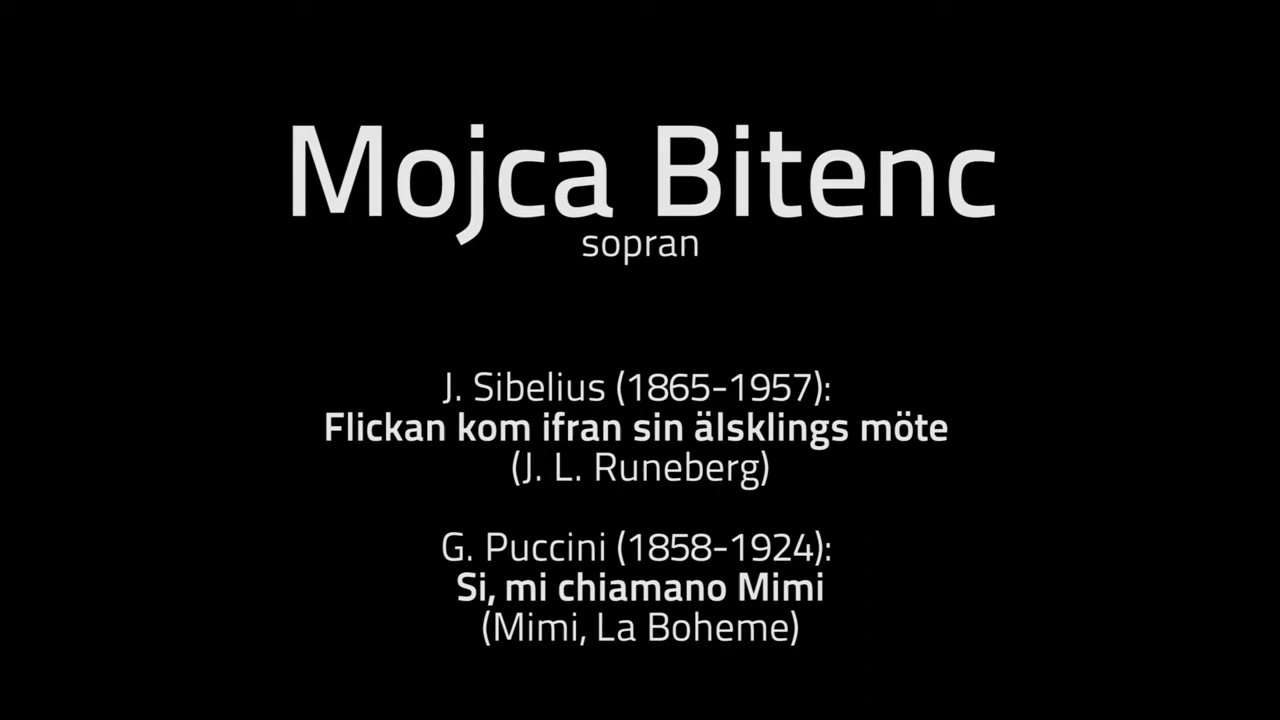 Mojca Bitenc
sopran
J. Sibelius (1865-1957):
Flickan kom ifran sin älsklings möte
(J. L. Runeberg)
G. Puccini (1858-1924):
Si, mi chiamano Mimi
(Mimi, La Boheme)